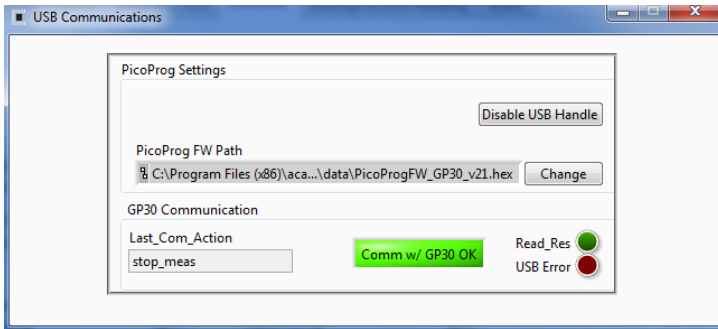 USB Communications
PicoProg Settings
Disable USB Handle
PicoProg FW Path
C:\Program Files (x86)\aca...\data\PicoProgFW_GP30_v21.hex
Change
GP30 Communication
Last_Com_Action
stop_meas
Comm w/ GP30 OK
Read_Res
USB Error